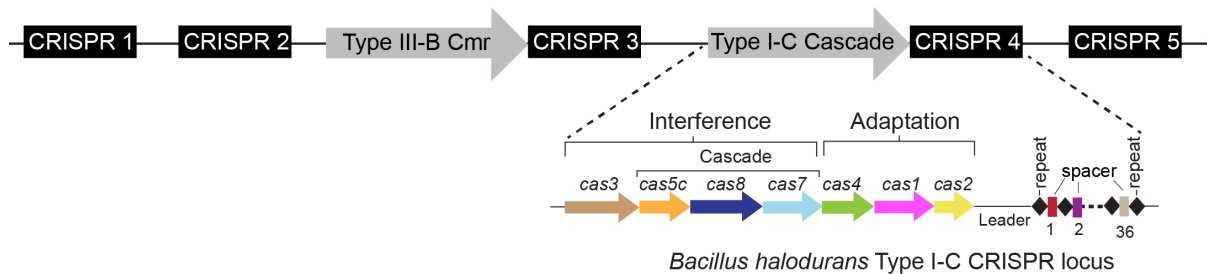 CRISPR 1 CRISPR 2 Type III-B Cmr CRISPR 3 Type I-C Cascade CRISPR 4 CRISPR 5
Interference Adaptation
Cascade
cas3 cas5c cas8 cas7 cas4 cas1 cas2
repeat spacer repeat
Leader
1 2 36
Bacillus halodurans Type I-C CRISPR locus